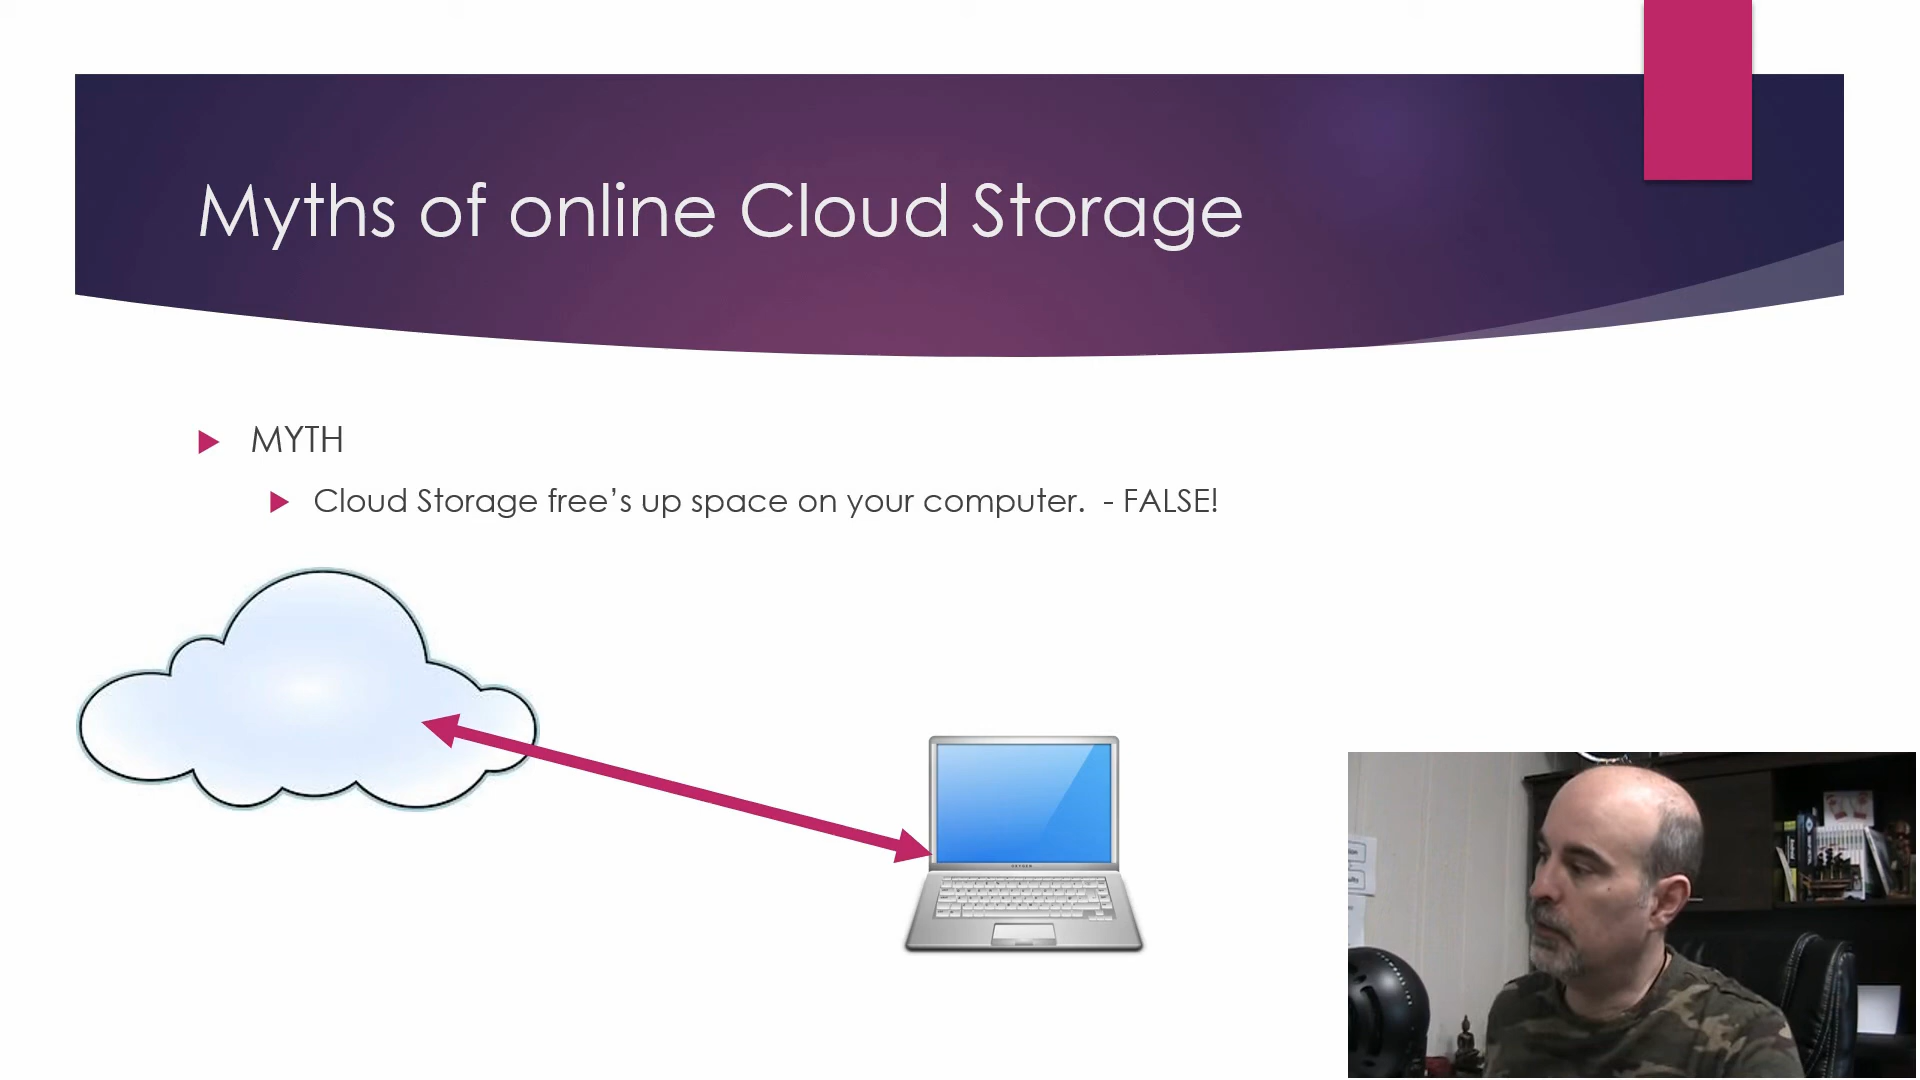 Myths of online Cloud Storage
MYTH
Cloud Storage free’s up space on your computer.  - FALSE!